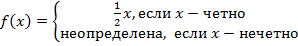 f(x) = { 1/2 x, если x − четно
неопределена, если x − нечетно